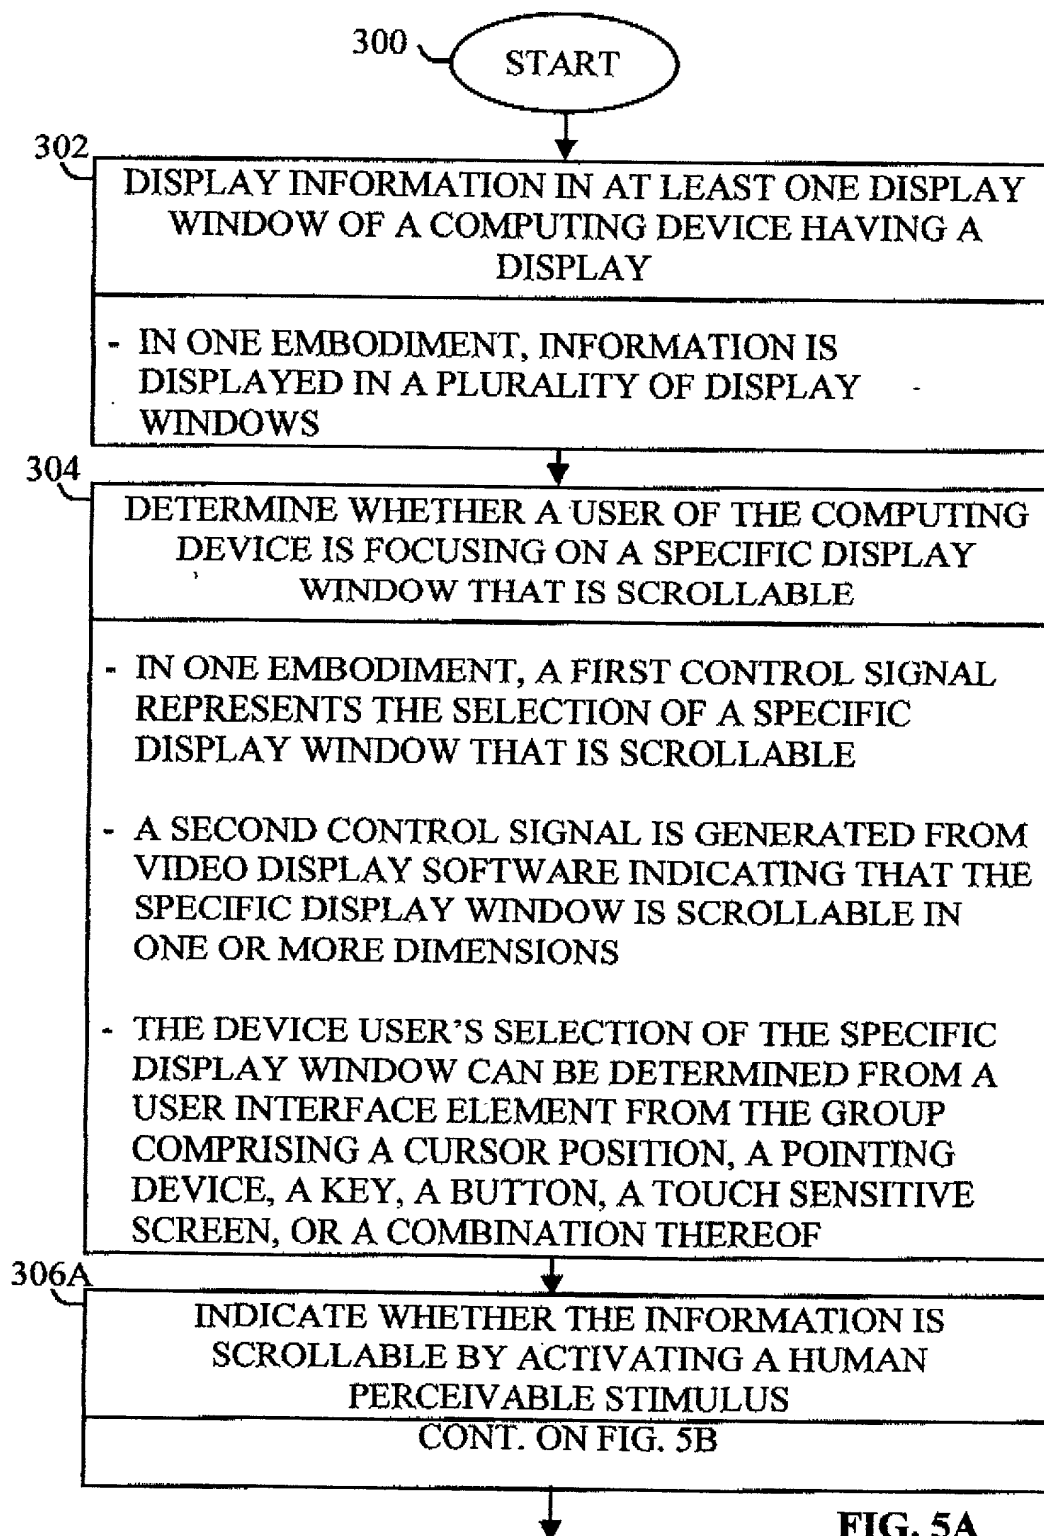 300
START
302
DISPLAY INFORMATION IN AT LEAST ONE DISPLAY
WINDOW OF A COMPUTING DEVICE HAVING A
DISPLAY
- IN ONE EMBODIMENT, INFORMATION IS
DISPLAYED IN A PLURALITY OF DISPLAY
WINDOWS
304
DETERMINE WHETHER A USER OF THE COMPUTING
DEVICE IS FOCUSING ON A SPECIFIC DISPLAY
WINDOW THAT IS SCROLLABLE
- IN ONE EMBODIMENT, A FIRST CONTROL SIGNAL
REPRESENTS THE SELECTION OF A SPECIFIC
DISPLAY WINDOW THAT IS SCROLLABLE
- A SECOND CONTROL SIGNAL IS GENERATED FROM
VIDEO DISPLAY SOFTWARE INDICATING THAT THE
SPECIFIC DISPLAY WINDOW IS SCROLLABLE IN
ONE OR MORE DIMENSIONS
- THE DEVICE USER'S SELECTION OF THE SPECIFIC
DISPLAY WINDOW CAN BE DETERMINED FROM A
USER INTERFACE ELEMENT FROM THE GROUP
COMPRISING A CURSOR POSITION, A POINTING
DEVICE, A KEY, A BUTTON, A TOUCH SENSITIVE
SCREEN, OR A COMBINATION THEREOF
306A
INDICATE WHETHER THE INFORMATION IS
SCROLLABLE BY ACTIVATING A HUMAN
PERCEIVABLE STIMULUS
CONT. ON FIG. 5B
FIG. 5A